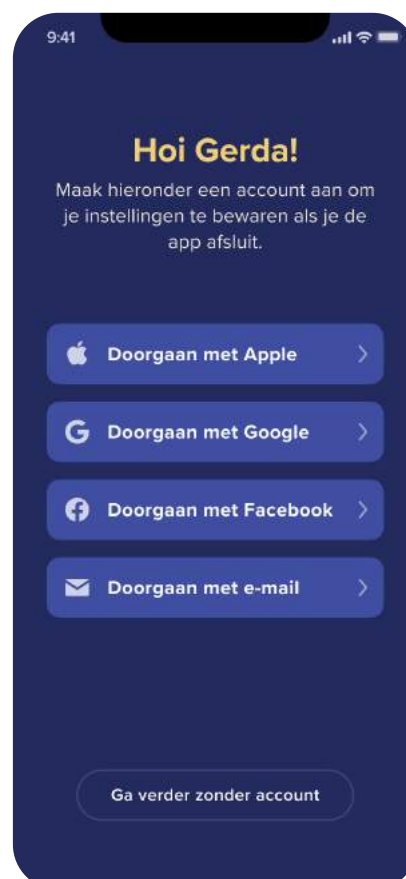 9:41
Hoi Gerda!
Maak hieronder een account aan om
je instellingen te bewaren als je de
app afsluit.
Doorgaan met Apple
Doorgaan met Google
Doorgaan met Facebook
Doorgaan met e-mail
Ga verder zonder account